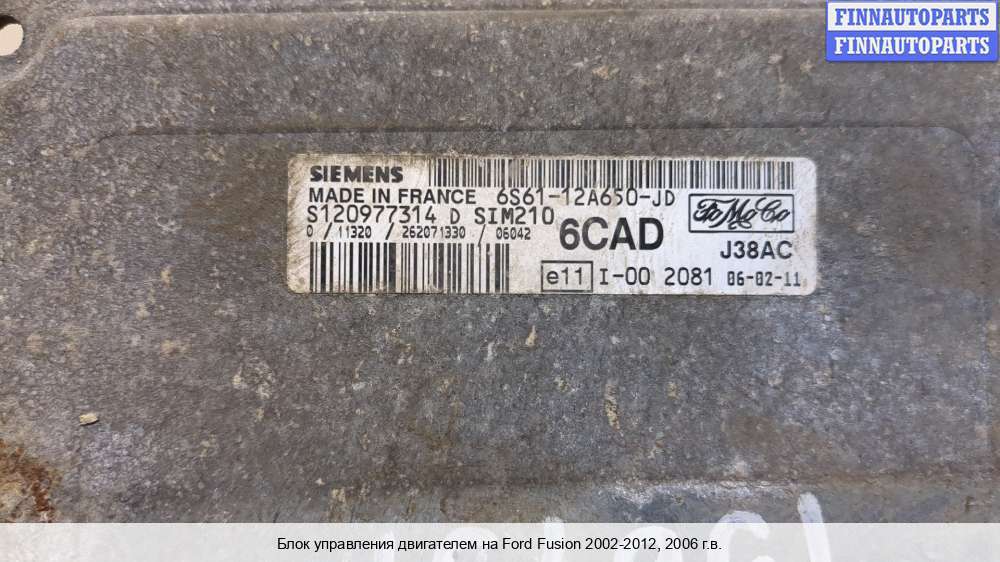 FINNAUTOPARTS
FINNAUTOPARTS
SIEMENS
MADE IN FRANCE 6S61-12A650-JD
S120977314 D SIM210
0 / 11320 / 262071330 / 06042
6CAD
FoMoCo
J38AC
e11 I-00 2081 06-02-11
Блок управления двигателем на Ford Fusion 2002-2012, 2006 г.в.